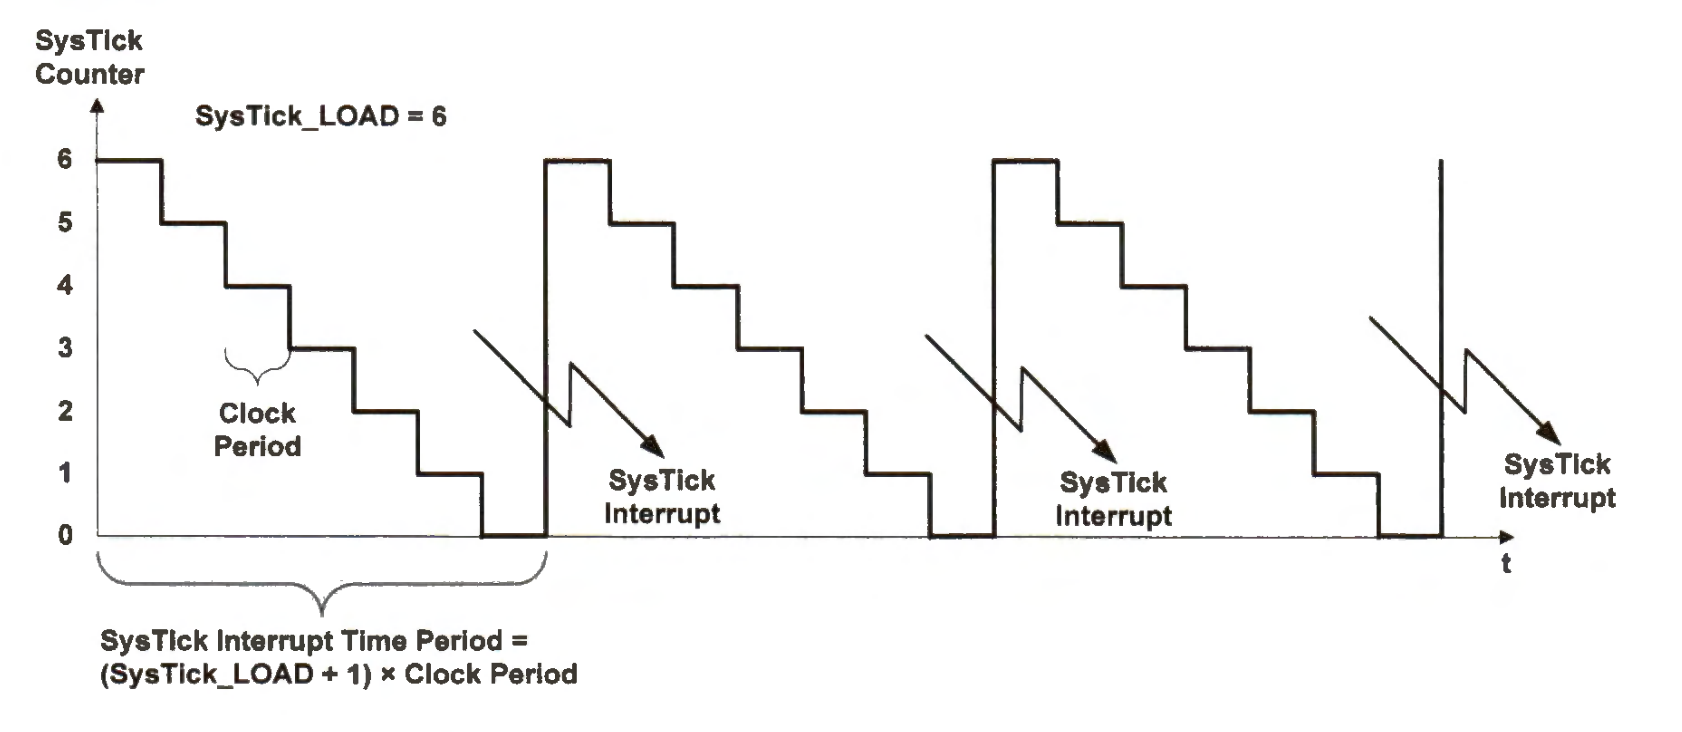 SysTick
Counter
SysTick_LOAD = 6
6
5
4
3
2
1
0
Clock
Period
SysTick
Interrupt
SysTick
Interrupt
SysTick
Interrupt
t
SysTick Interrupt Time Period =
(SysTick_LOAD + 1) × Clock Period